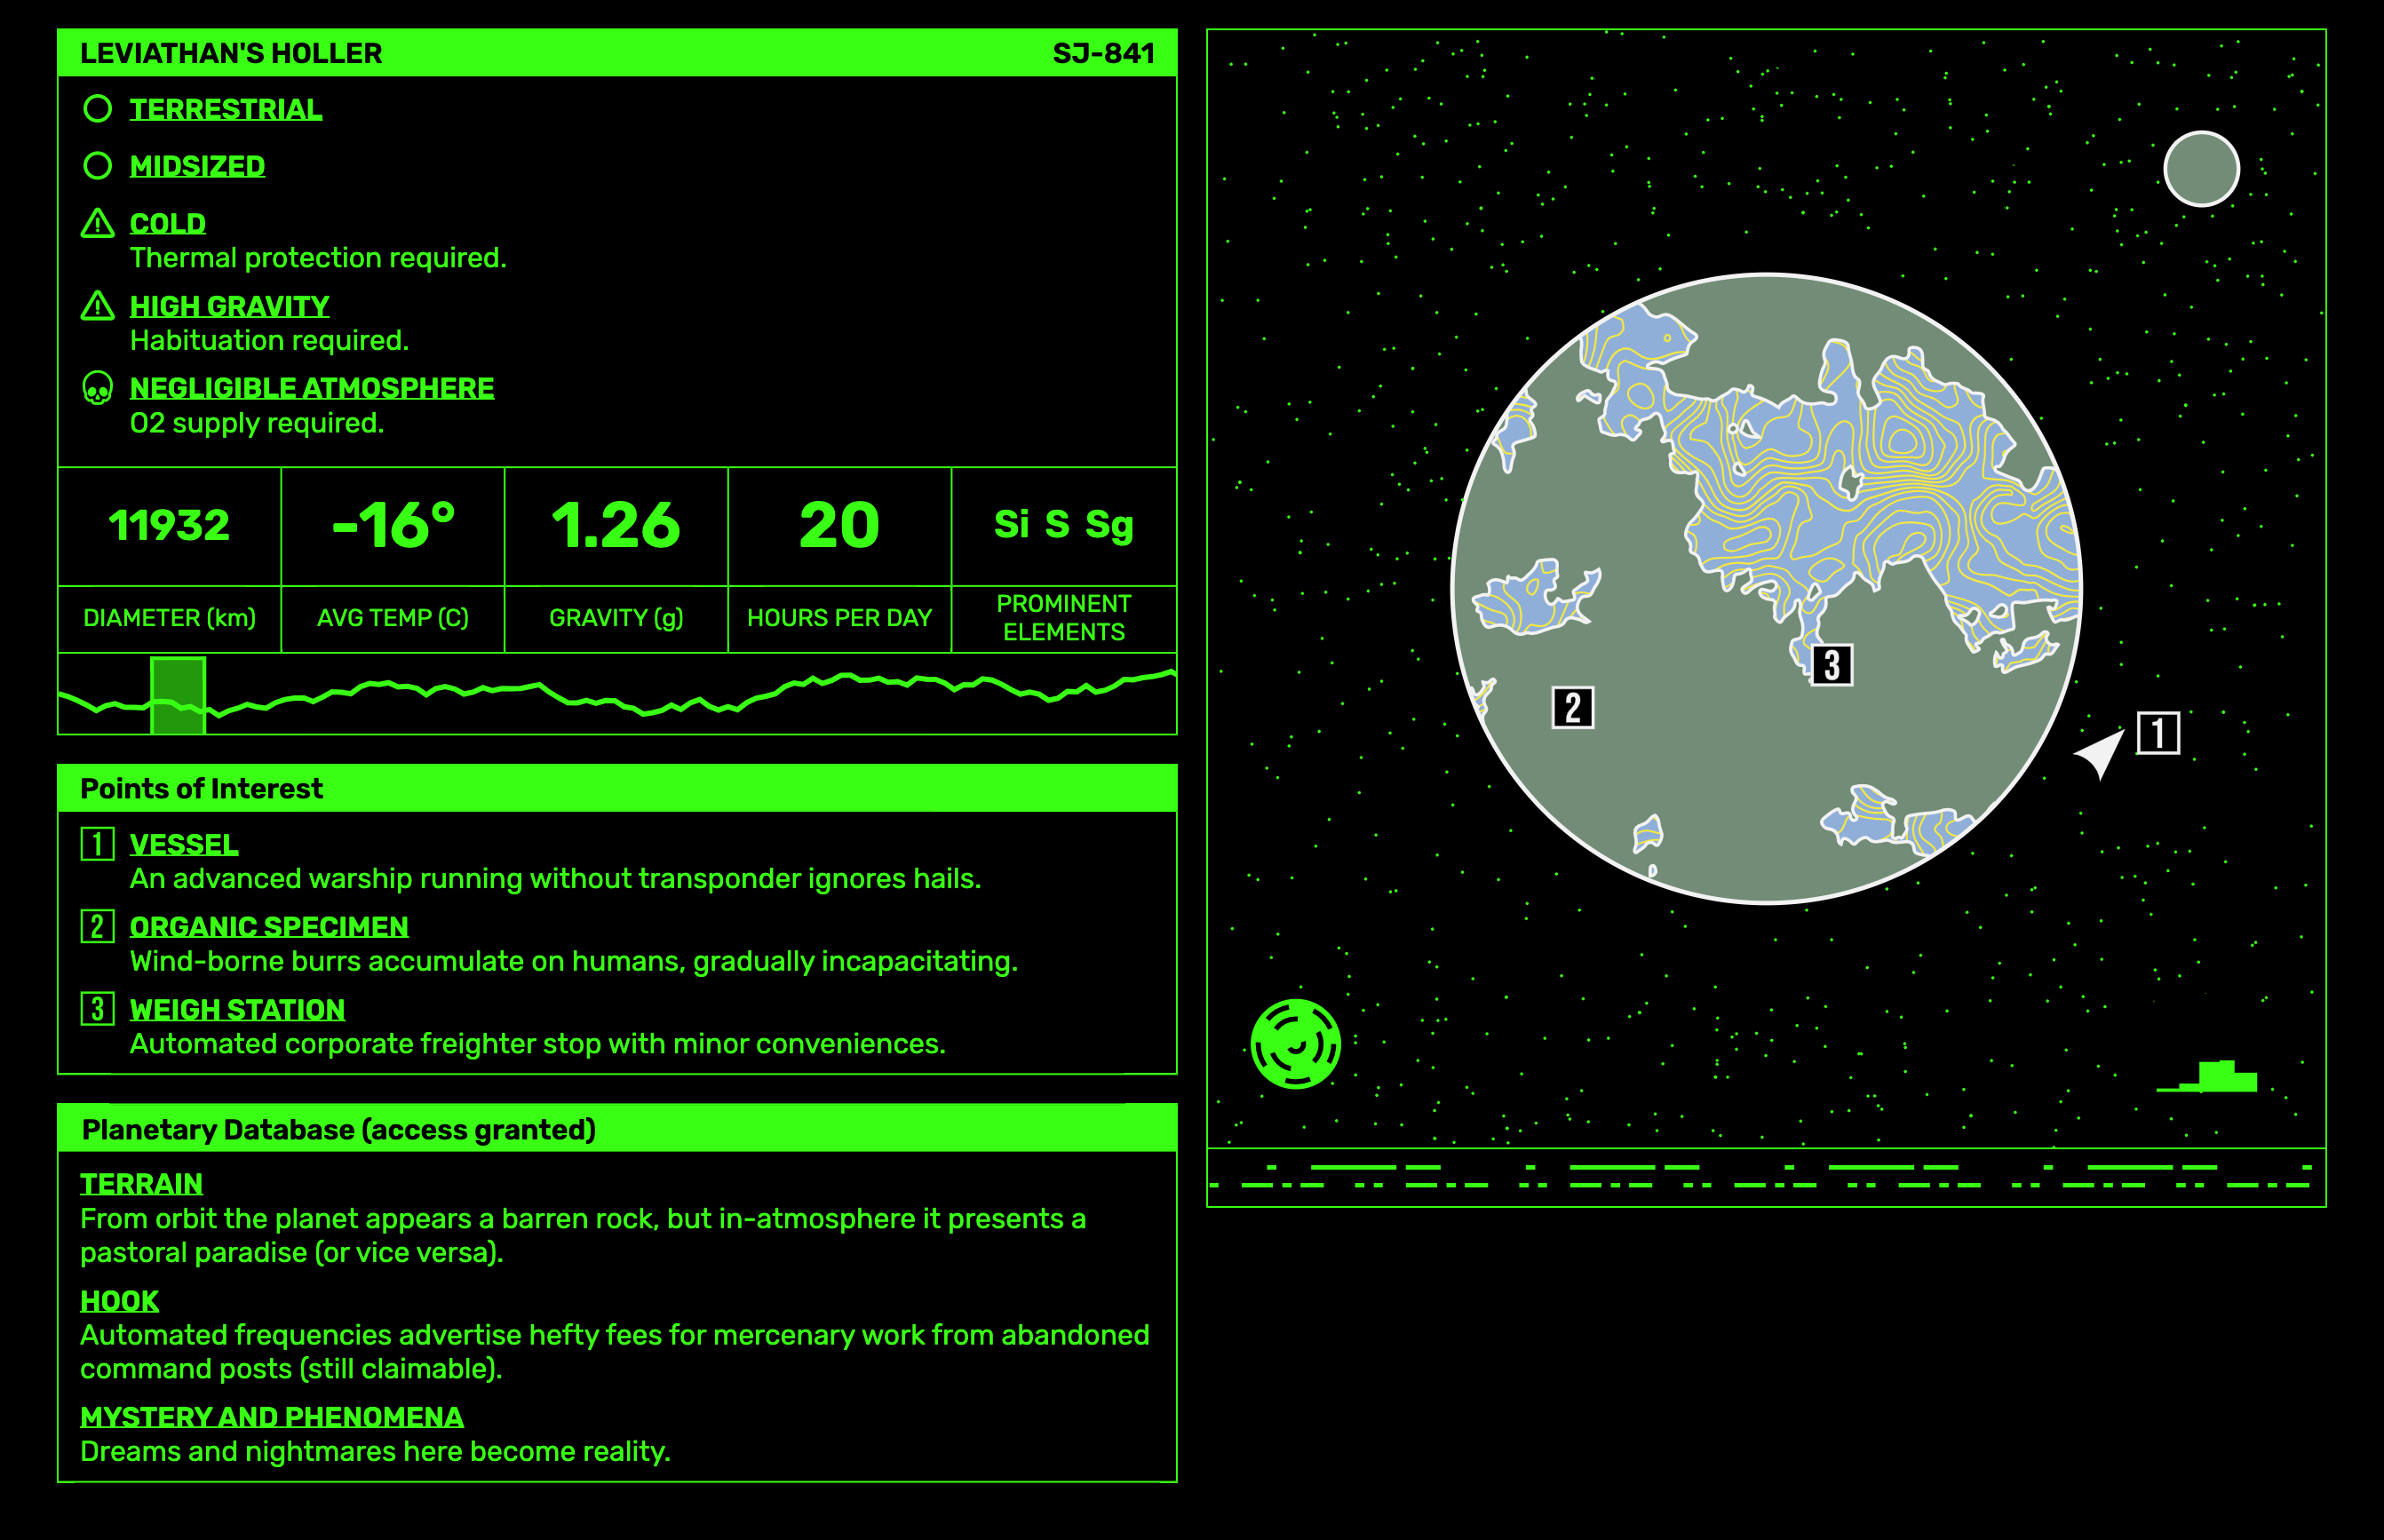 LEVIATHAN'S HOLLER SJ-841
TERRESTRIAL
MIDSIZED
COLD
Thermal protection required.
HIGH GRAVITY
Habituation required.
NEGLIGIBLE ATMOSPHERE
O2 supply required.
11932 -16° 1.26 20 Si S Sg
DIAMETER (km) AVG TEMP (C) GRAVITY (g) HOURS PER DAY PROMINENT ELEMENTS
Points of Interest
1 VESSEL
An advanced warship running without transponder ignores hails.
2 ORGANIC SPECIMEN
Wind-borne burrs accumulate on humans, gradually incapacitating.
3 WEIGH STATION
Automated corporate freighter stop with minor conveniences.
Planetary Database (access granted)
TERRAIN
From orbit the planet appears a barren rock, but in-atmosphere it presents a
pastoral paradise (or vice versa).
HOOK
Automated frequencies advertise hefty fees for mercenary work from abandoned
command posts (still claimable).
MYSTERY AND PHENOMENA
Dreams and nightmares here become reality.
3
2
1